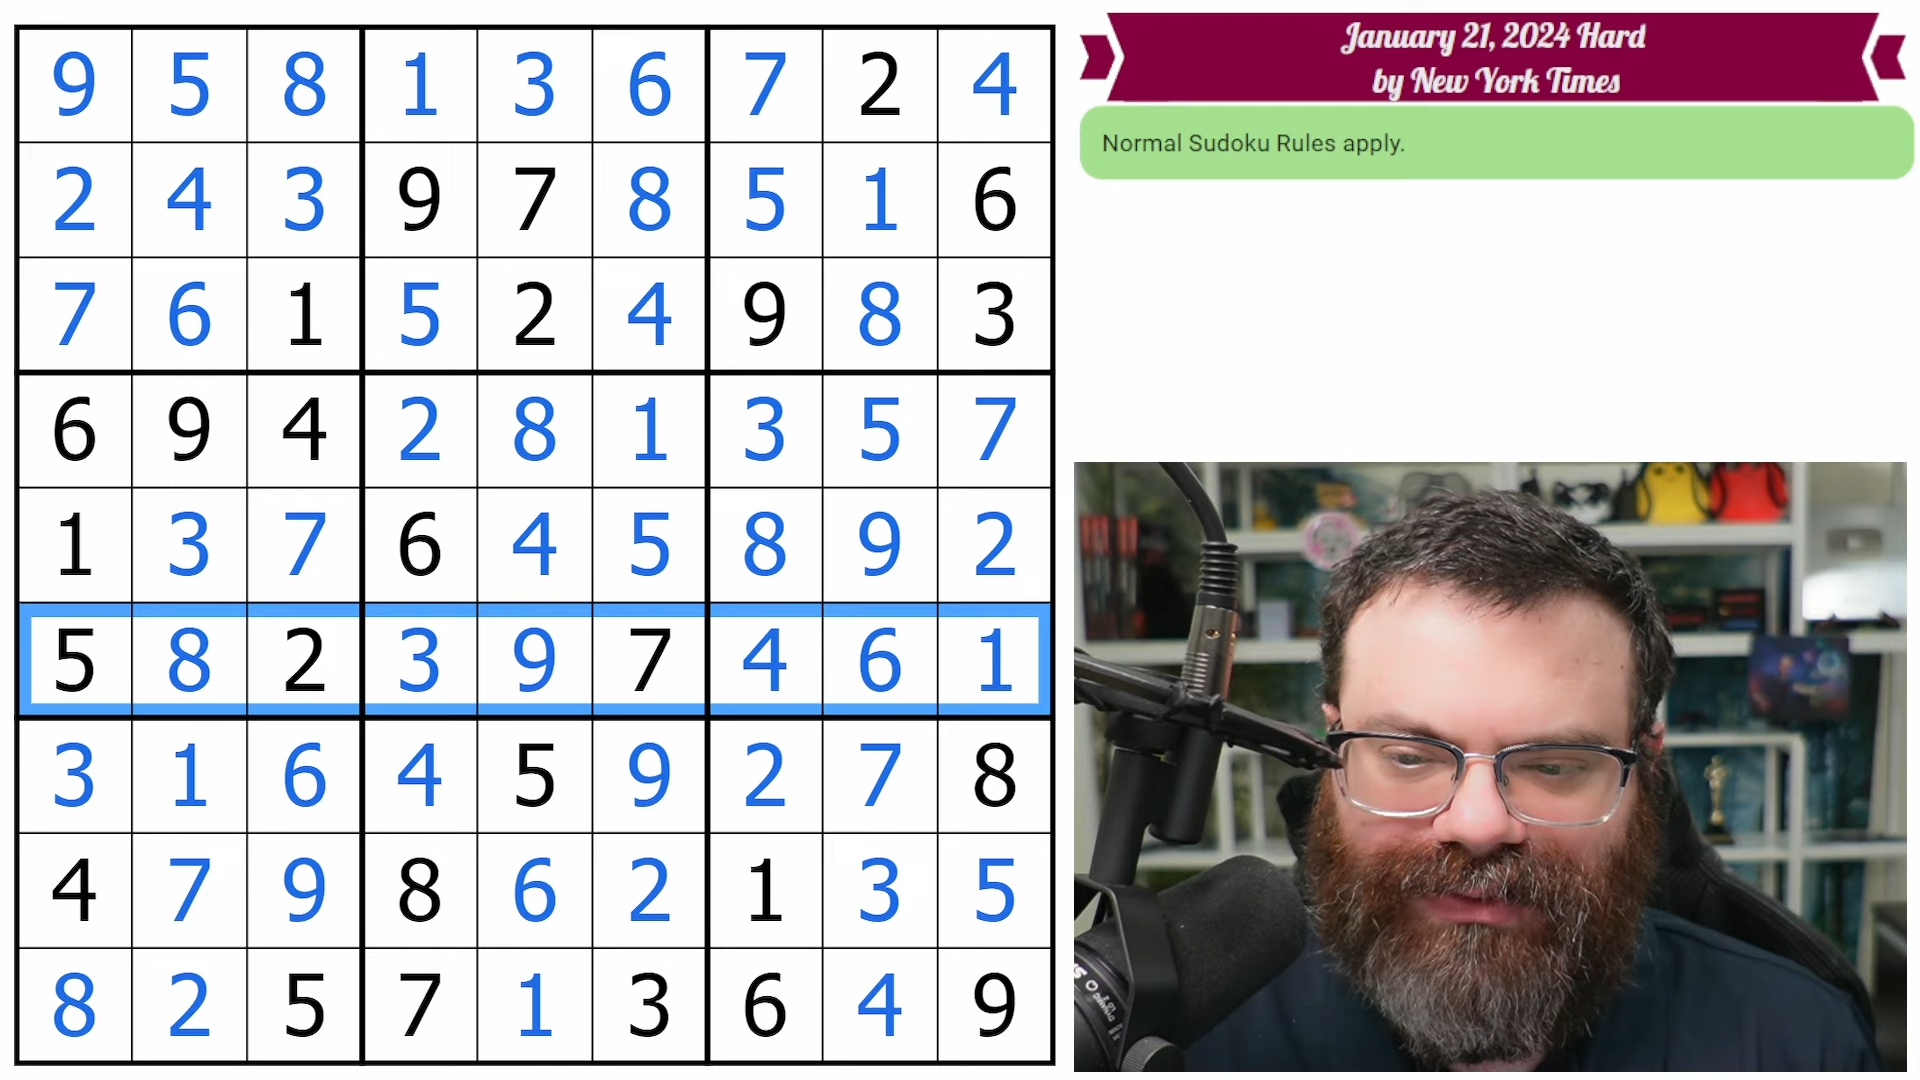 January 21, 2024 Hard
by New York Times
Normal Sudoku Rules apply.
9 5 8 1 3 6 7 2 4
2 4 3 9 7 8 5 1 6
7 6 1 5 2 4 9 8 3
6 9 4 2 8 1 3 5 7
1 3 7 6 4 5 8 9 2
5 8 2 3 9 7 4 6 1
3 1 6 4 5 9 2 7 8
4 7 9 8 6 2 1 3 5
8 2 5 7 1 3 6 4 9